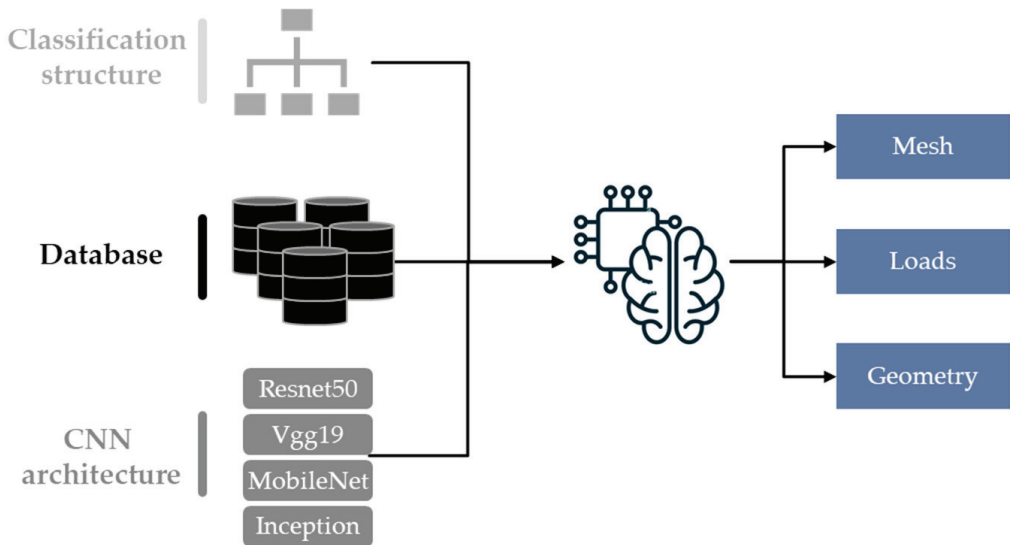 Classification
structure
Database
CNN
architecture
Resnet50
Vgg19
MobileNet
Inception
Mesh
Loads
Geometry